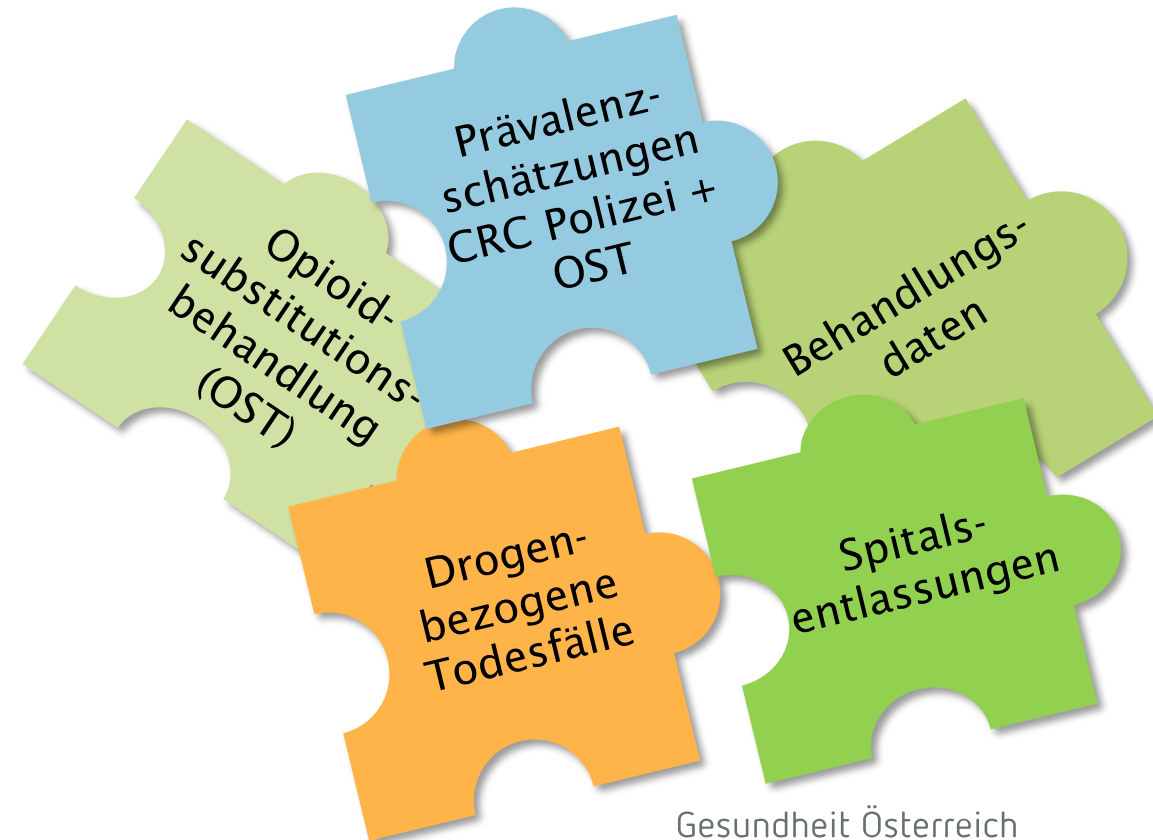 Prävalenz-
schätzungen
CRC Polizei +
OST
Opioid-
substitutions-
behandlung
(OST)
Behandlungs-
daten
Drogen-
bezogene
Todesfälle
Spitals-
entlassungen
Gesundheit Österreich